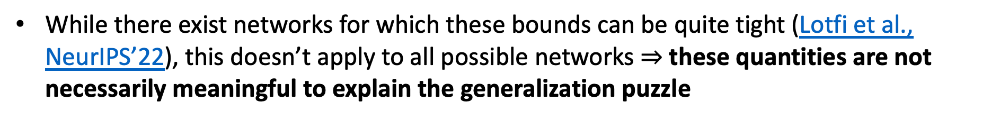 • While there exist networks for which these bounds can be quite tight (Lotfi et al.,
NeurIPS’22), this doesn’t apply to all possible networks ⇒ these quantities are not
necessarily meaningful to explain the generalization puzzle